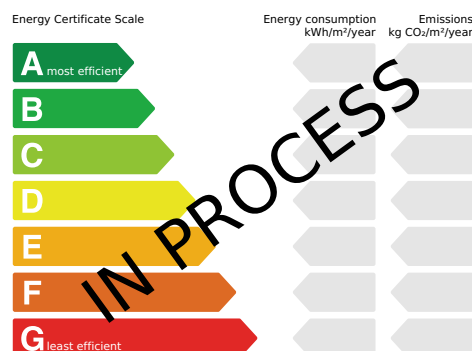 Energy Certificate Scale
Energy consumption
kWh/m²/year
Emissions
kg CO₂/m²/year
A most efficient
B
C
D
E
F
G least efficient
IN PROCESS